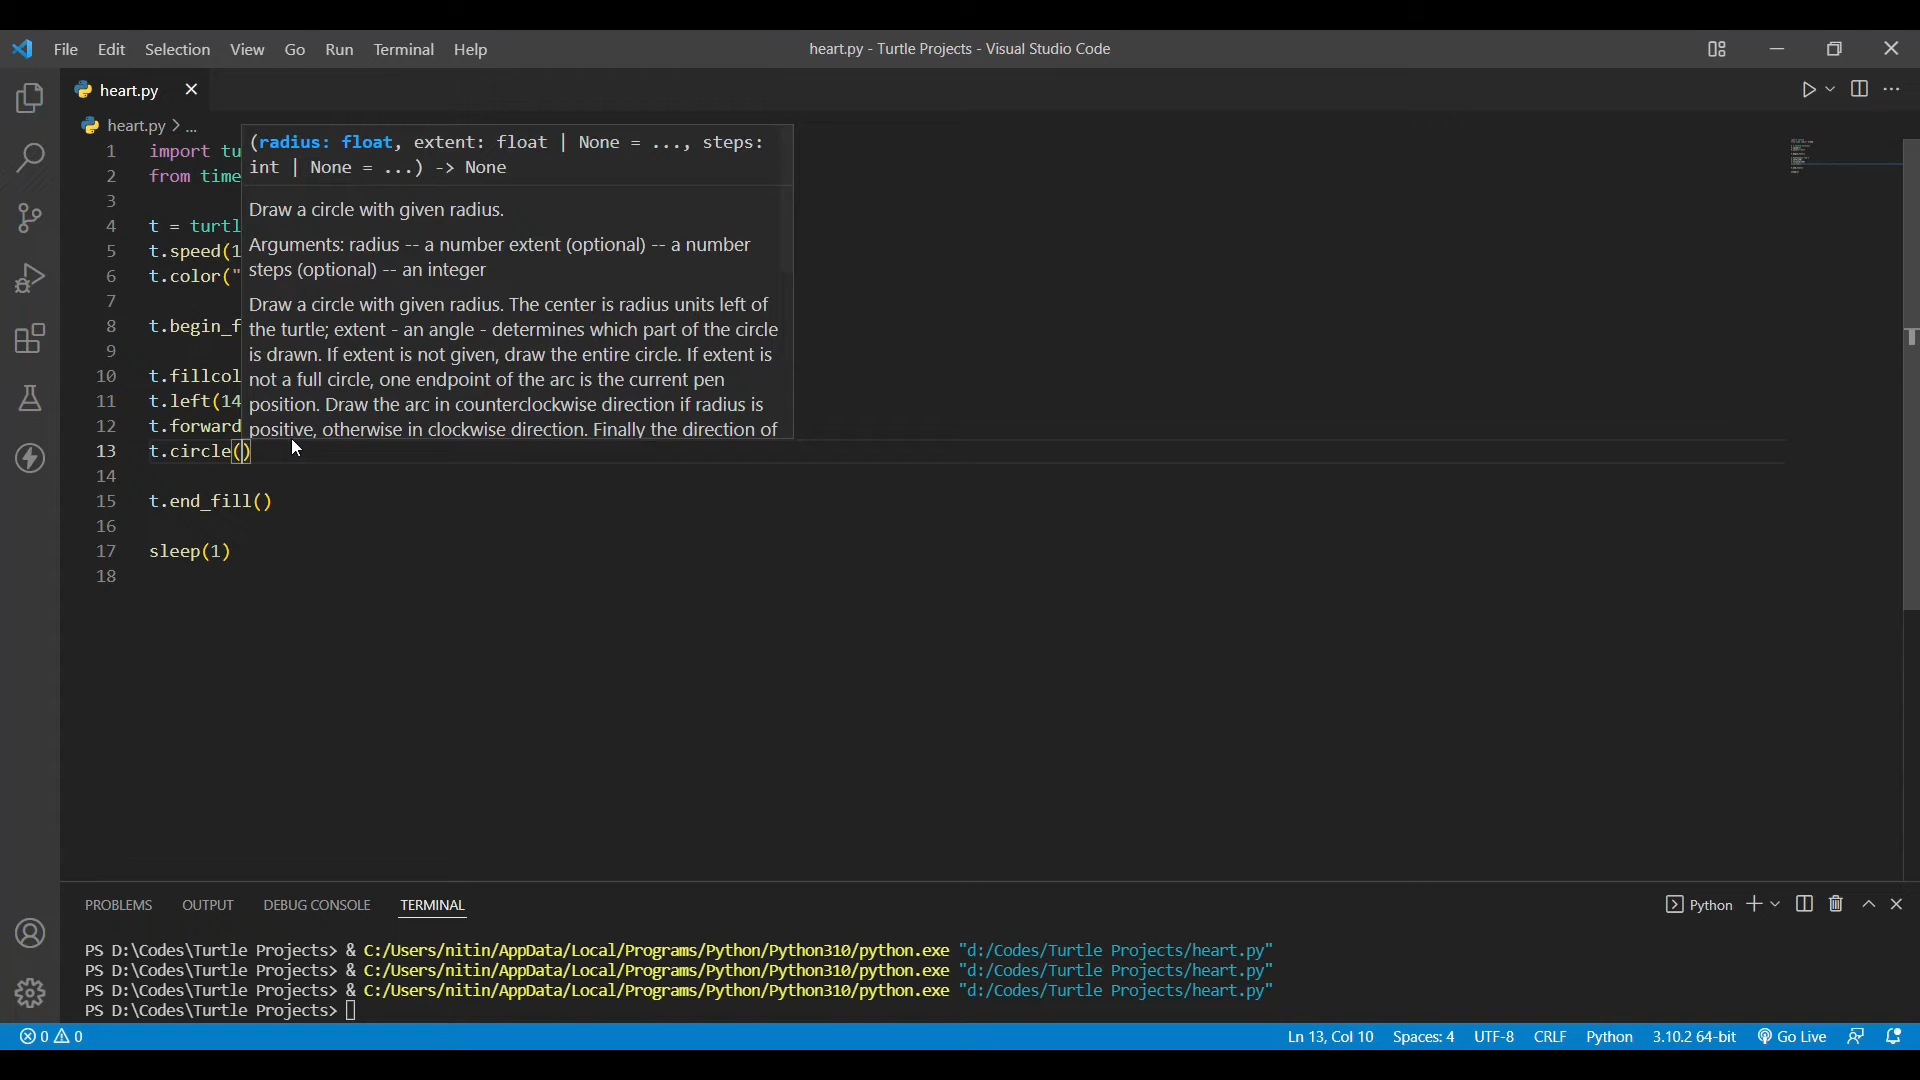 File Edit Selection View Go Run Terminal Help
heart.py - Turtle Projects - Visual Studio Code
heart.py
heart.py > ...
(radius: float, extent: float | None = ..., steps:
int | None = ...) -> None
Draw a circle with given radius.
Arguments: radius -- a number extent (optional) -- a number
steps (optional) -- an integer
Draw a circle with given radius. The center is radius units left of
the turtle; extent - an angle - determines which part of the circle
is drawn. If extent is not given, draw the entire circle. If extent is
not a full circle, one endpoint of the arc is the current pen
position. Draw the arc in counterclockwise direction if radius is
positive, otherwise in clockwise direction. Finally the direction of
1 import tu
2 from time
3
4 t = turtl
5 t.speed(1
6 t.color("
7
8 t.begin_f
9
10 t.fillcol
11 t.left(14
12 t.forward
13 t.circle()
14
15 t.end_fill()
16
17 sleep(1)
18
PROBLEMS OUTPUT DEBUG CONSOLE TERMINAL
Python
PS D:\Codes\Turtle Projects> & C:/Users/nitin/AppData/Local/Programs/Python/Python310/python.exe "d:/Codes/Turtle Projects/heart.py"
PS D:\Codes\Turtle Projects> & C:/Users/nitin/AppData/Local/Programs/Python/Python310/python.exe "d:/Codes/Turtle Projects/heart.py"
PS D:\Codes\Turtle Projects> & C:/Users/nitin/AppData/Local/Programs/Python/Python310/python.exe "d:/Codes/Turtle Projects/heart.py"
PS D:\Codes\Turtle Projects>
0 0 Ln 13, Col 10 Spaces: 4 UTF-8 CRLF Python 3.10.2 64-bit Go Live